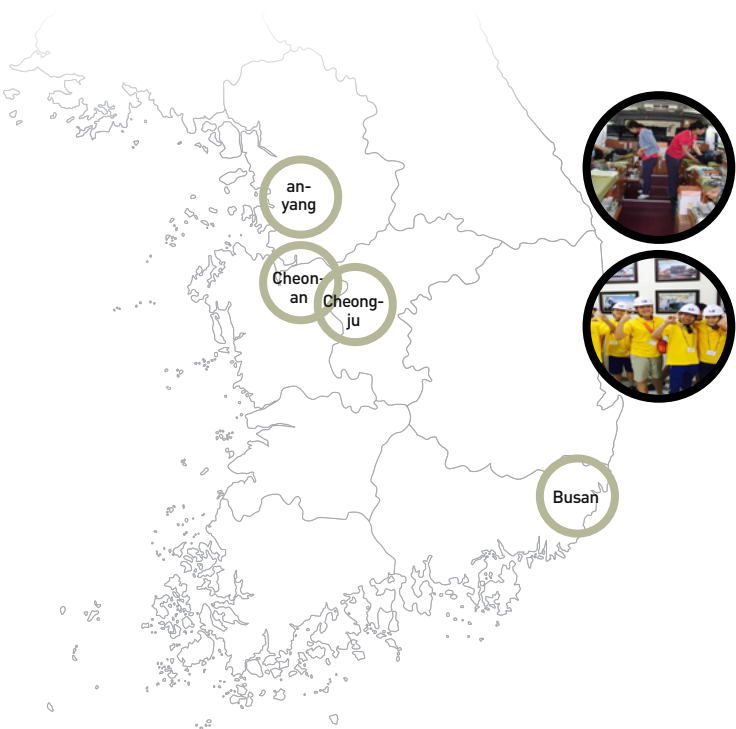 an-
yang
Cheon-
an
Cheong-
ju
Busan